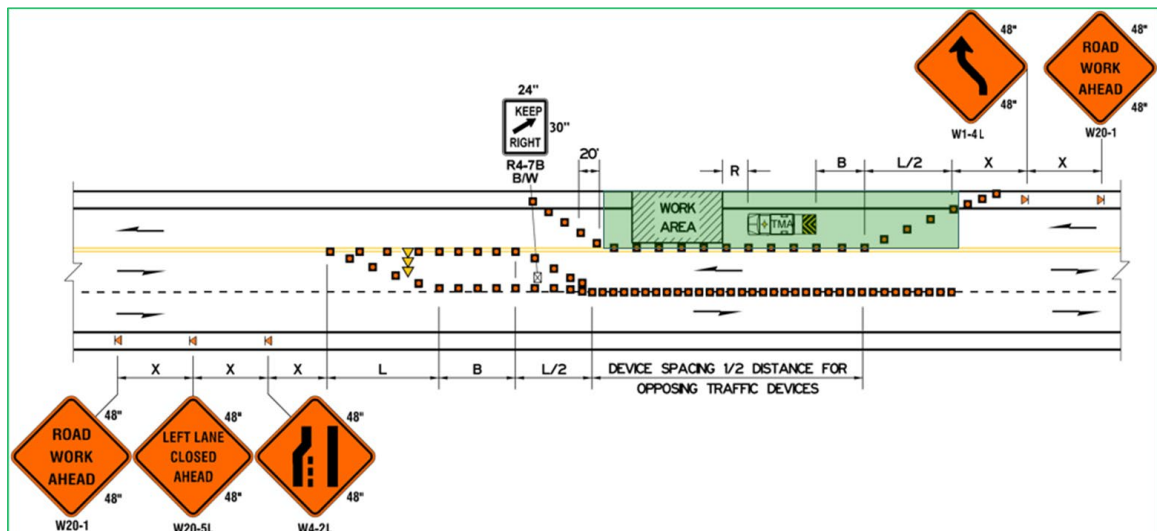 48"
48"
W1-4L
ROAD
WORK
AHEAD
48"
48"
W20-1
24"
KEEP
RIGHT
30"
R4-7B
B/W
20'
R
B
L/2
X
X
WORK
AREA
TMA
X
X
X
L
B
L/2
DEVICE SPACING 1/2 DISTANCE FOR
OPPOSING TRAFFIC DEVICES
ROAD
WORK
AHEAD
48"
48"
W20-1
LEFT LANE
CLOSED
AHEAD
48"
48"
W20-5L
48"
48"
W4-2L